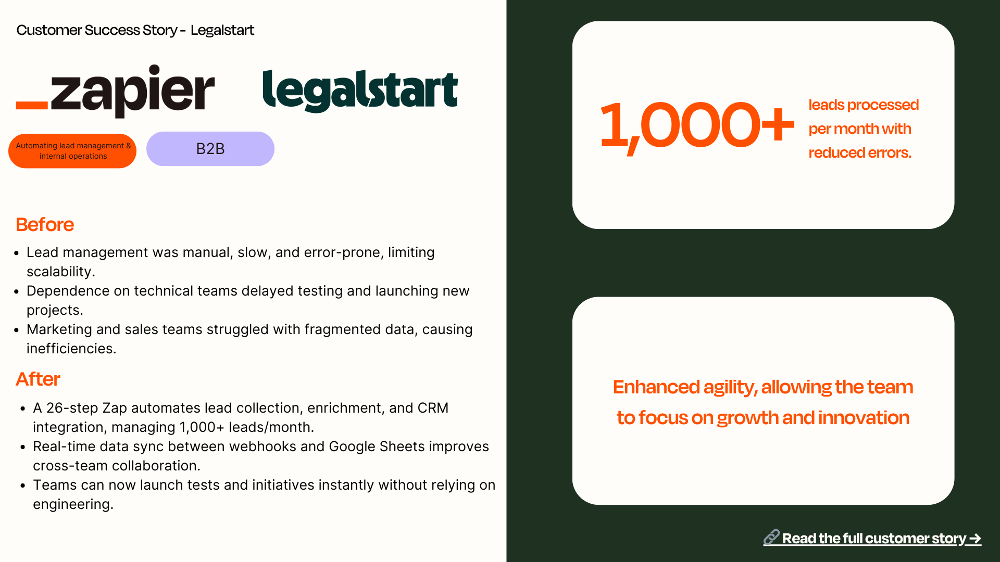 Customer Success Story - Legalstart
_zapier
legalstart
Automating lead management &
internal operations
B2B
Before
• Lead management was manual, slow, and error-prone, limiting
scalability.
• Dependence on technical teams delayed testing and launching new
projects.
• Marketing and sales teams struggled with fragmented data, causing
inefficiencies.
After
• A 26-step Zap automates lead collection, enrichment, and CRM
integration, managing 1,000+ leads/month.
• Real-time data sync between webhooks and Google Sheets improves
cross-team collaboration.
• Teams can now launch tests and initiatives instantly without relying on
engineering.
1,000+
leads processed
per month with
reduced errors.
Enhanced agility, allowing the team
to focus on growth and innovation
🔗 Read the full customer story →